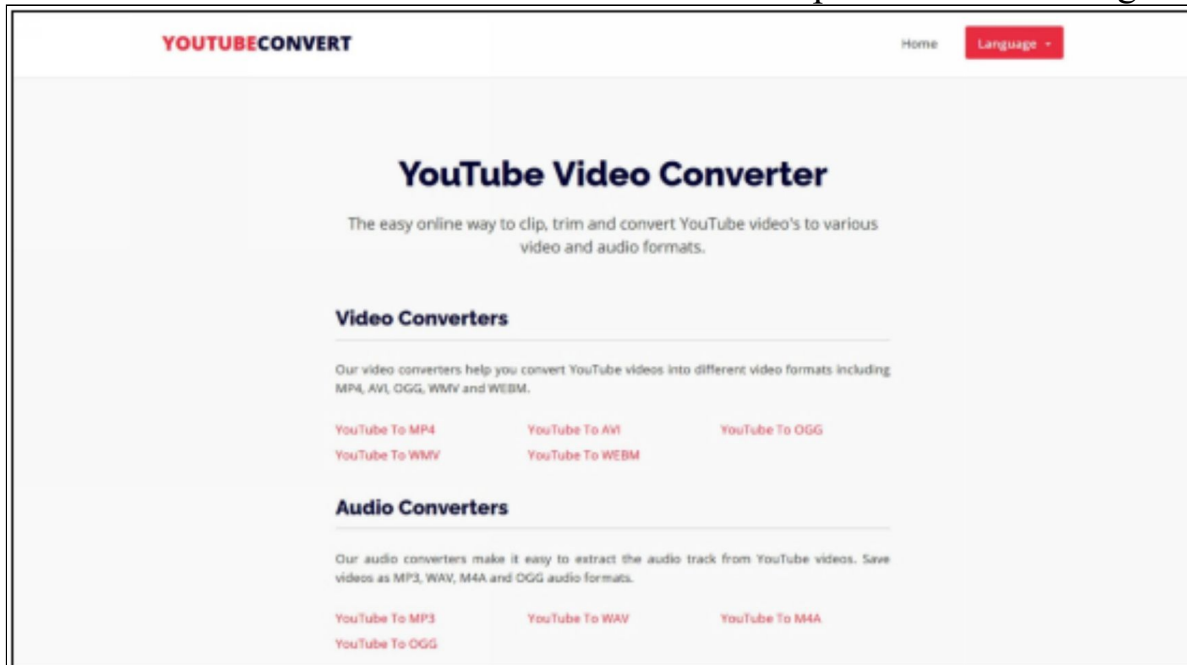 YOUTUBECONVERT
Home
Language
YouTube Video Converter
The easy online way to clip, trim and convert YouTube video's to various
video and audio formats.
Video Converters
Our video converters help you convert YouTube videos into different video formats including
MP4, AVI, OGG, WMV and WEBM.
YouTube To MP4
YouTube To AVI
YouTube To OGG
YouTube To WMV
YouTube To WEBM
Audio Converters
Our audio converters make it easy to extract the audio track from YouTube videos. Save
videos as MP3, WAV, M4A and OGG audio formats.
YouTube To MP3
YouTube To WAV
YouTube To M4A
YouTube To OGG